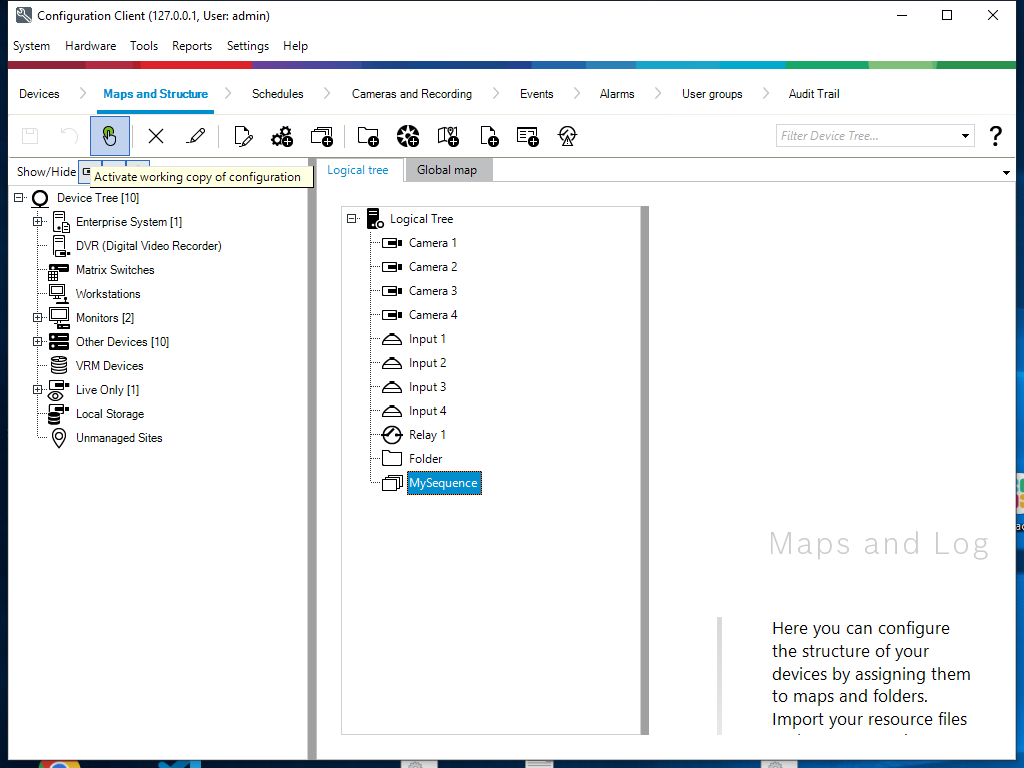 Configuration Client (127.0.0.1, User: admin)
System Hardware Tools Reports Settings Help
Devices Maps and Structure Schedules Cameras and Recording Events Alarms User groups Audit Trail
Filter Device Tree...
?
Show/Hide
Activate working copy of configuration
Logical tree Global map
Device Tree [10]
Enterprise System [1]
DVR (Digital Video Recorder)
Matrix Switches
Workstations
Monitors [2]
Other Devices [10]
VRM Devices
Live Only [1]
Local Storage
Unmanaged Sites
Logical Tree
Camera 1
Camera 2
Camera 3
Camera 4
Input 1
Input 2
Input 3
Input 4
Relay 1
Folder
MySequence
Maps and Log
Here you can configure
the structure of your
devices by assigning them
to maps and folders.
Import your resource files